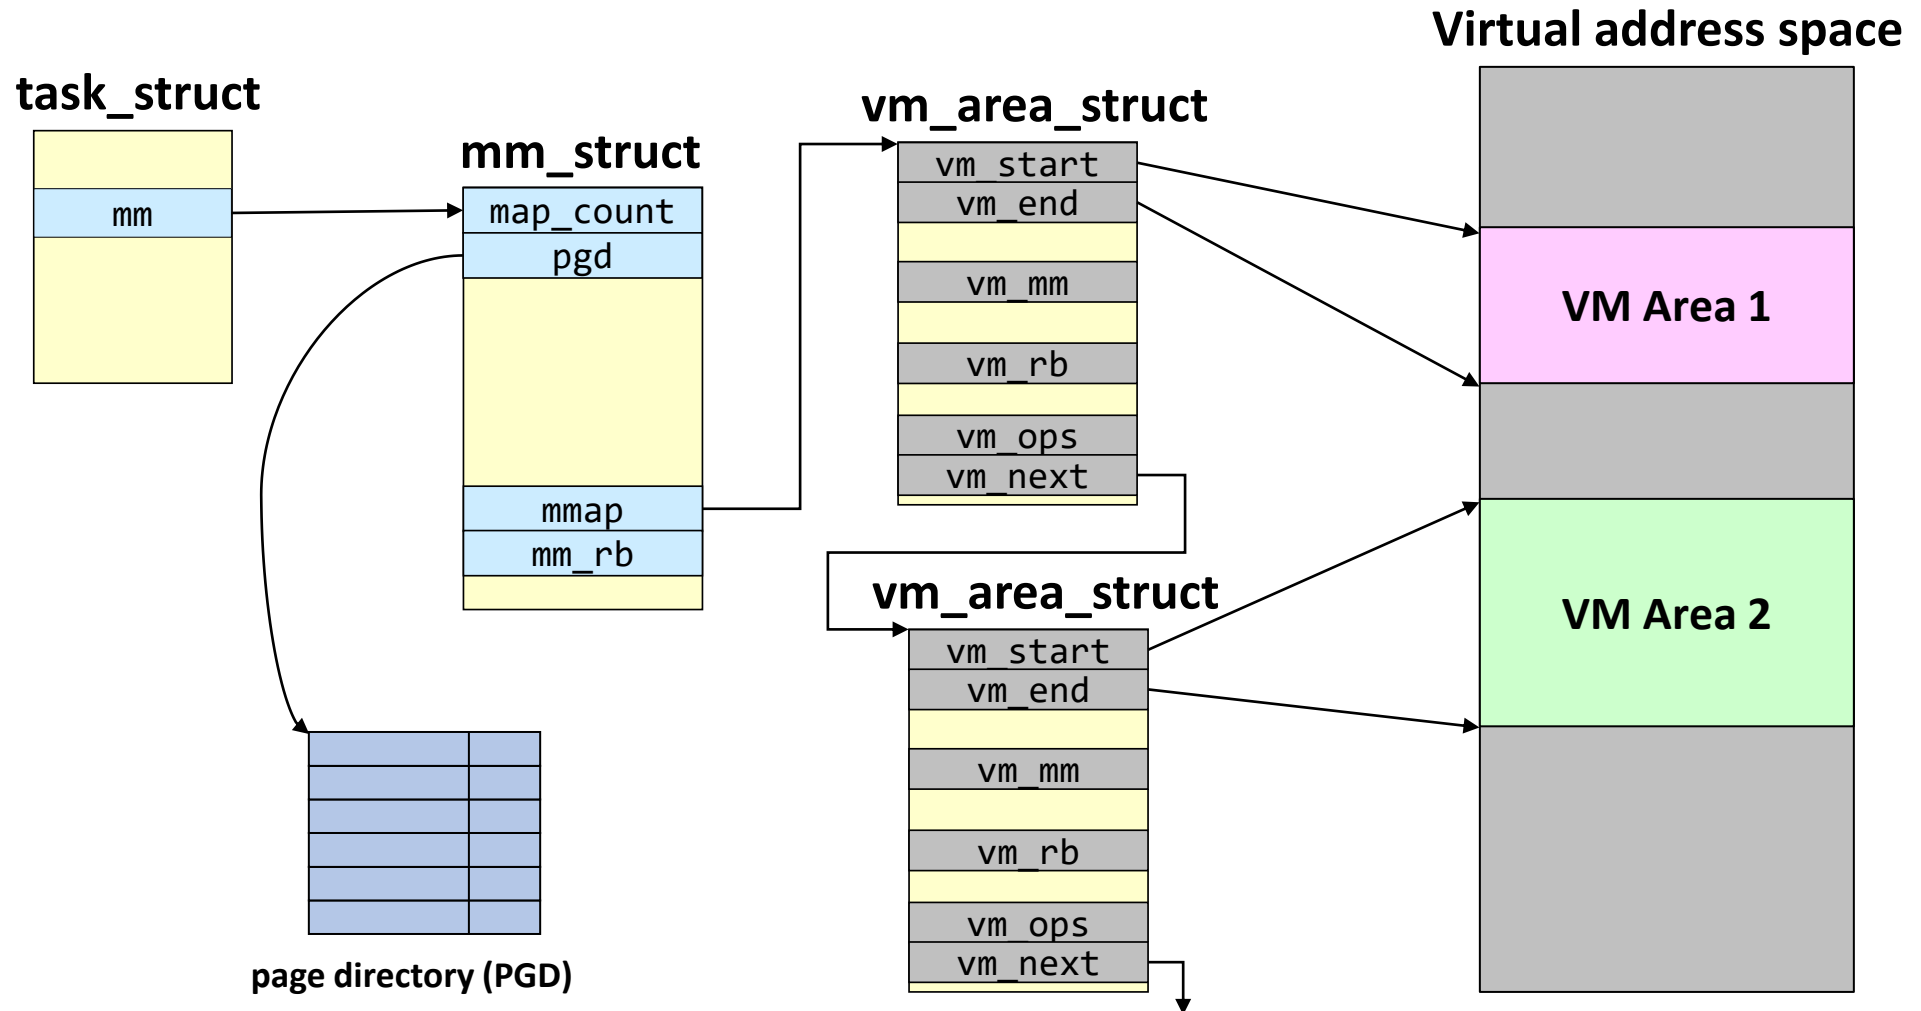 Virtual address space
task_struct
mm
mm_struct
map_count
pgd
mmap
mm_rb
page directory (PGD)
vm_area_struct
vm_start
vm_end
vm_mm
vm_rb
vm_ops
vm_next
vm_area_struct
vm_start
vm_end
vm_mm
vm_rb
vm_ops
vm_next
VM Area 1
VM Area 2